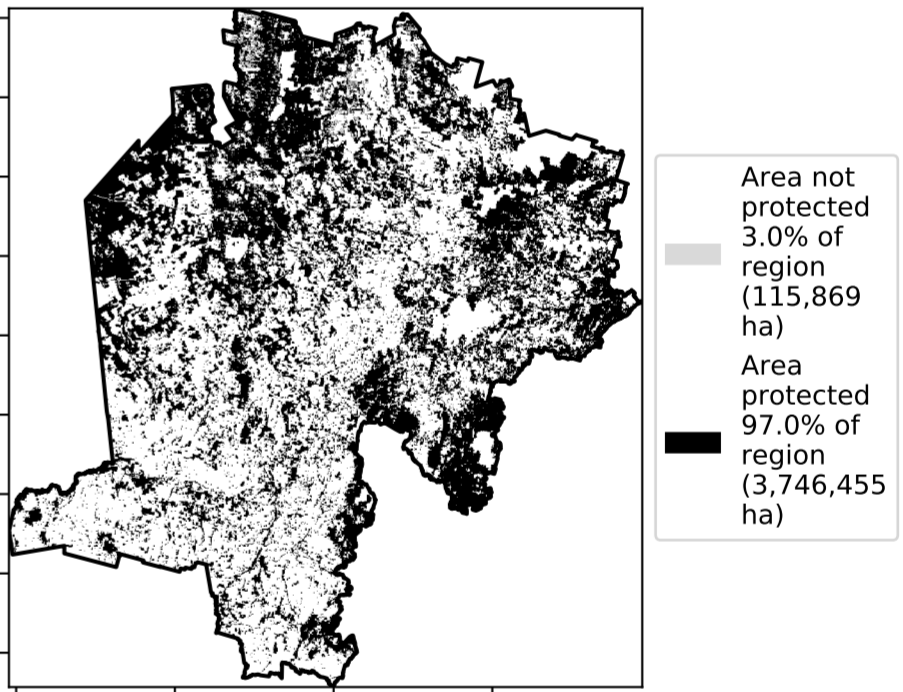 Area not
protected
3.0% of
region
(115,869
ha)
Area
protected
97.0% of
region
(3,746,455
ha)